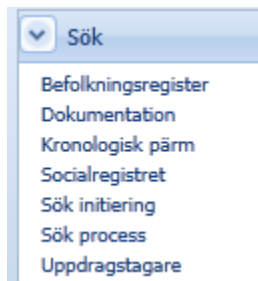 Sök
Befolkningsregister
Dokumentation
Kronologisk pärm
Socialregistret
Sök initiering
Sök process
Uppdragstagare